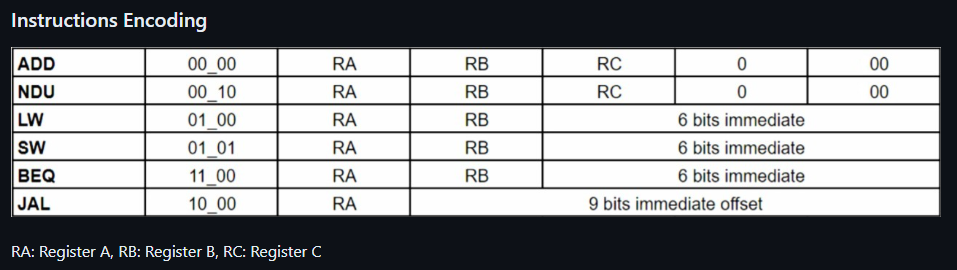 Instructions Encoding
ADD 00_00 RA RB RC 0 00
NDU 00_10 RA RB RC 0 00
LW 01_00 RA RB 6 bits immediate
SW 01_01 RA RB 6 bits immediate
BEQ 11_00 RA RB 6 bits immediate
JAL 10_00 RA 9 bits immediate offset
RA: Register A, RB: Register B, RC: Register C